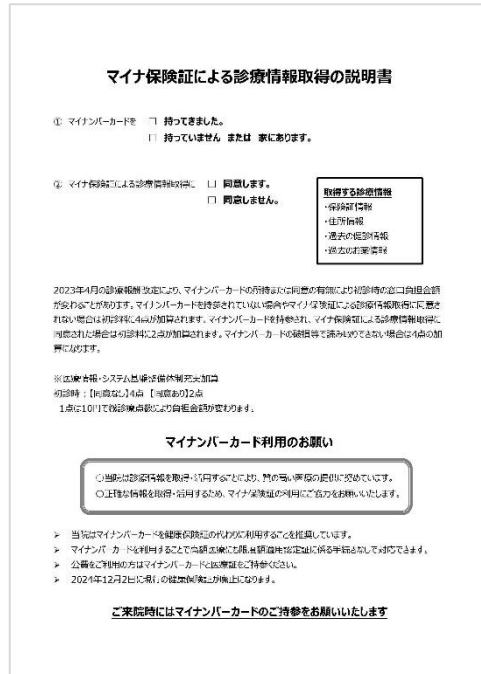 マイナ保険証による診療情報取得の説明書
① マイナンバーカードを □ 持ってきました。
□ 持っていません または 家にあります。
② マイナ保険証による診療情報取得に □ 同意します。
□ 同意しません。
取得する診療情報
・保険証情報
・住所情報
・過去の健診情報
・過去のお薬情報
2023年4月の診療報酬改定により、マイナンバーカードの所持または同意の有無により初診時の窓口負担金額
が変わることがあります。マイナンバーカードを持参されていない場合やマイナ保険証による診療情報取得に同意さ
れない場合は初診料に4点が加算されます。マイナンバーカードを持参され、マイナ保険証による診療情報取得に
同意された場合は初診料に2点が加算されます。マイナンバーカードの破損等で読み取りできない場合は4点の加
算になります。
※医療情報・システム基盤整備体制充実加算
初診時:【同意なし】4点 【同意あり】2点
1点は10円で後診療点数により負担金額が変わります。
マイナンバーカード利用のお願い
○当院は診療情報を取得・活用することにより、質の高い医療の提供に努めています。
○正確な情報を取得・活用するため、マイナ保険証の利用にご協力をお願いいたします。
➢ 当院はマイナンバーカードを健康保険証の代わりに利用することを推奨しています。
➢ マイナンバーカードを利用することで高額医療にも限度額適用認定証に係る手続きなしで対応できます。
➢ 公費をご利用の方はマイナンバーカードと医療証をご持参ください。
➢ 2024年12月2日に現行の健康保険証が廃止になります。
ご来院時にはマイナンバーカードのご持参をお願いいたします